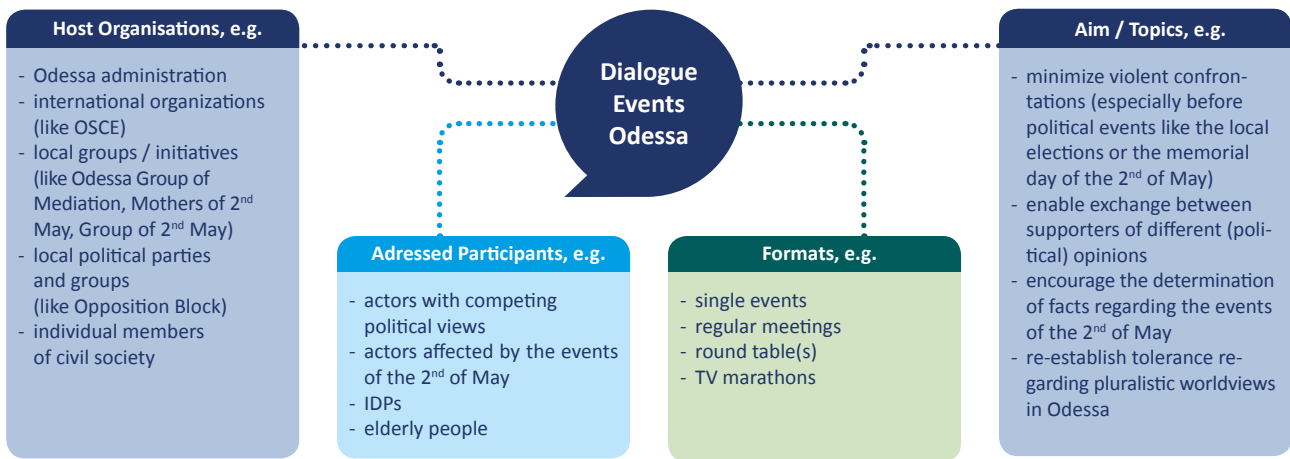 Host Organisations, e.g.
- Odessa administration
- international organizations
(like OSCE)
- local groups / initiatives
(like Odessa Group of
Mediation, Mothers of 2nd
May, Group of 2nd May)
- local political parties
and groups
(like Opposition Block)
- individual members
of civil society
Dialogue
Events
Odessa
Adressed Participants, e.g.
- actors with competing
political views
- actors affected by the events
of the 2nd of May
- IDPs
- elderly people
Formats, e.g.
- single events
- regular meetings
- round table(s)
- TV marathons
Aim / Topics, e.g.
- minimize violent confron-
tations (especially before
political events like the local
elections or the memorial
day of the 2nd of May)
- enable exchange between
supporters of different (poli-
tical) opinions
- encourage the determination
of facts regarding the events
of the 2nd of May
- re-establish tolerance re-
garding pluralistic worldviews
in Odessa